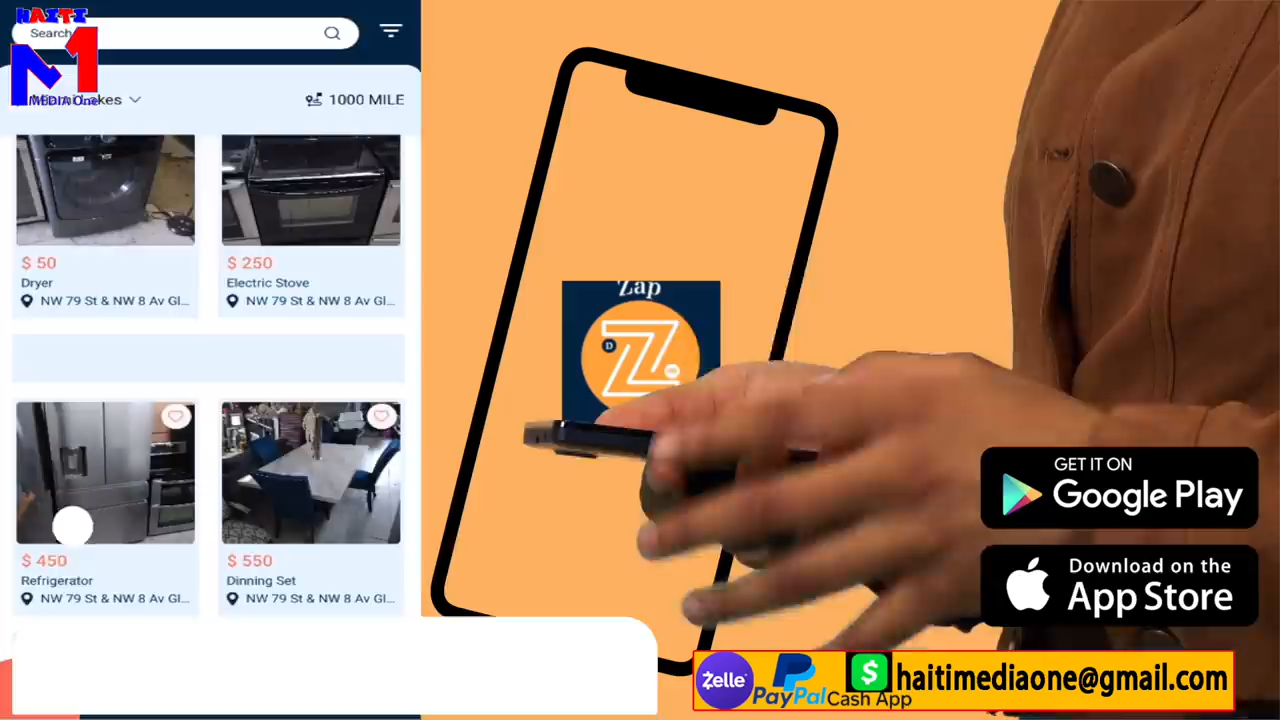 HAITI
Search
M1
MEDIA One
1000 MILE
$ 50
Dryer
NW 79 St & NW 8 Av Gl...
$ 250
Electric Stove
NW 79 St & NW 8 Av Gl...
$ 450
Refrigerator
NW 79 St & NW 8 Av Gl...
$ 550
Dinning Set
NW 79 St & NW 8 Av Gl...
Zap
D
Z
GET IT ON
Google Play
Download on the
App Store
Zelle
PayPal
$
Cash App
haitimediaone@gmail.com